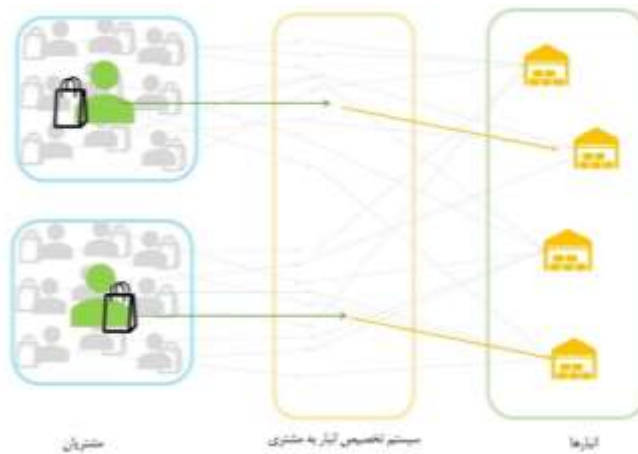 انبارها
سیستم تخصیص انبار به مشتری
مشتریان